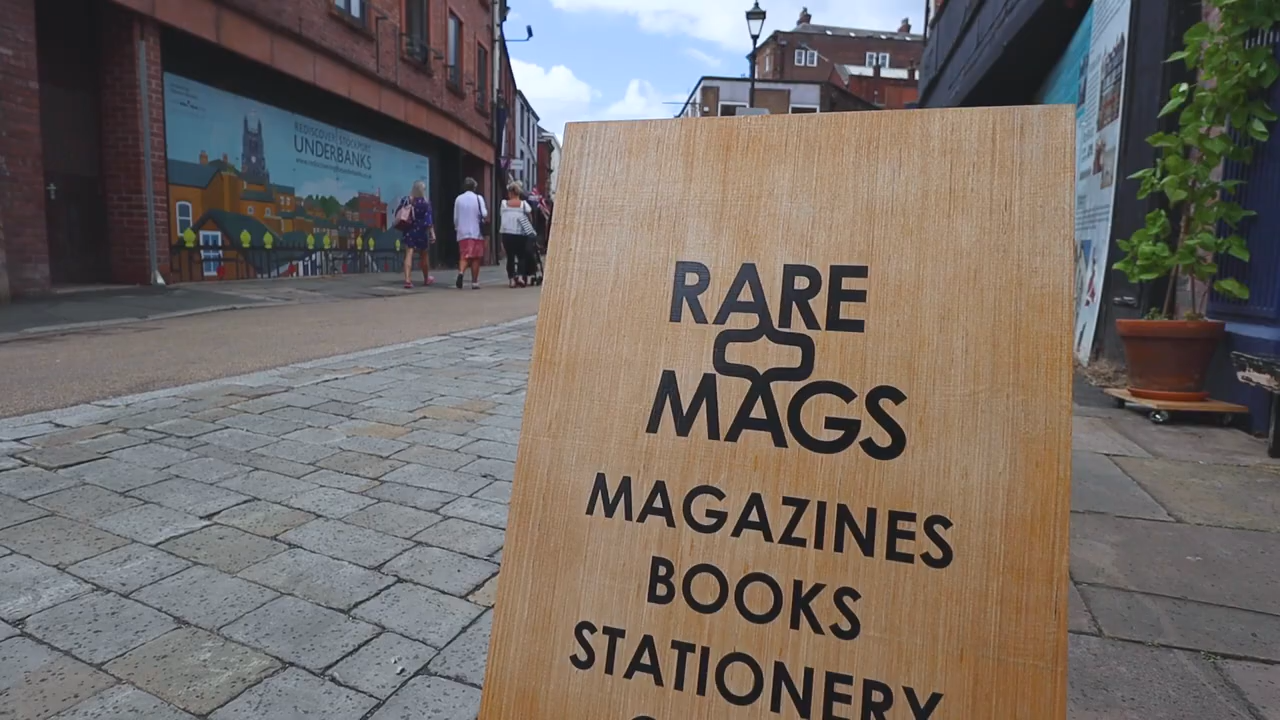 REDISCOVER STOCKPORT
UNDERBANKS
RARE
MAGS
MAGAZINES
BOOKS
STATIONERY